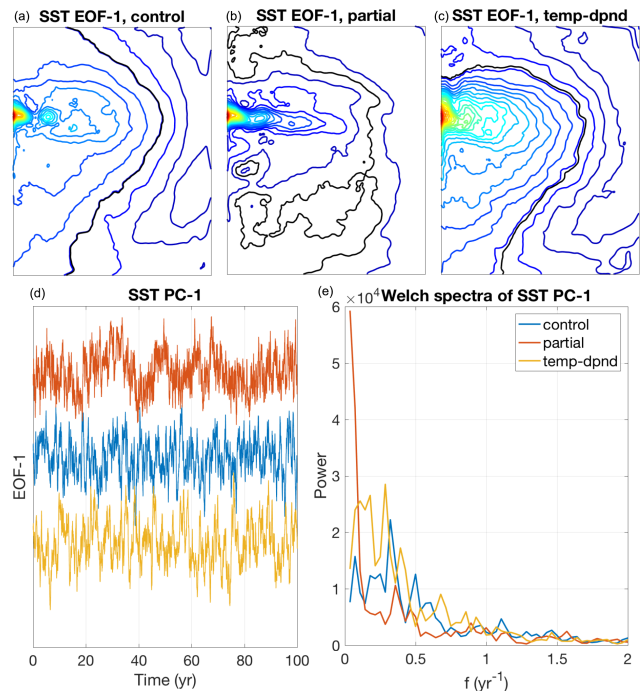 (a) SST EOF-1, control
(b) SST EOF-1, partial
(c) SST EOF-1, temp-dpnd
(d) SST PC-1
EOF-1
0 20 40 60 80 100
Time (yr)
(e) ×10⁴ Welch spectra of SST PC-1
control
partial
temp-dpnd
Power
6
5
4
3
2
1
0
0 0.5 1 1.5 2
f (yr⁻¹)